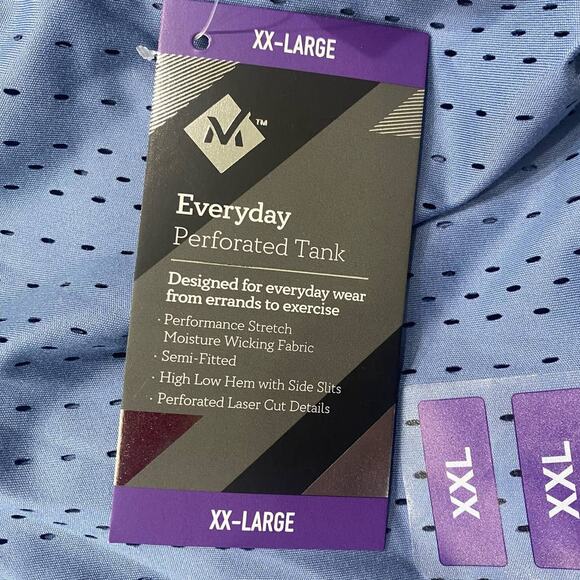 XX-LARGE
M™
Everyday
Perforated Tank
Designed for everyday wear
from errands to exercise
· Performance Stretch
Moisture Wicking Fabric
· Semi-Fitted
· High Low Hem with Side Slits
· Perforated Laser Cut Details
XX-LARGE
XXL
XXL